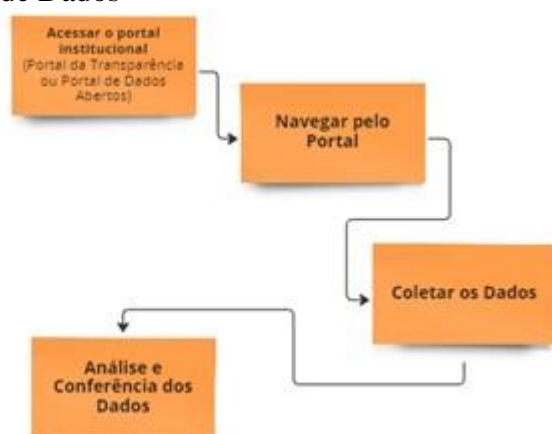 de Dados
Acessar o portal
institucional
(Portal da Transparência
ou Portal de Dados
Abertos)
Navegar pelo
Portal
Coletar os Dados
Análise e
Conferência dos
Dados